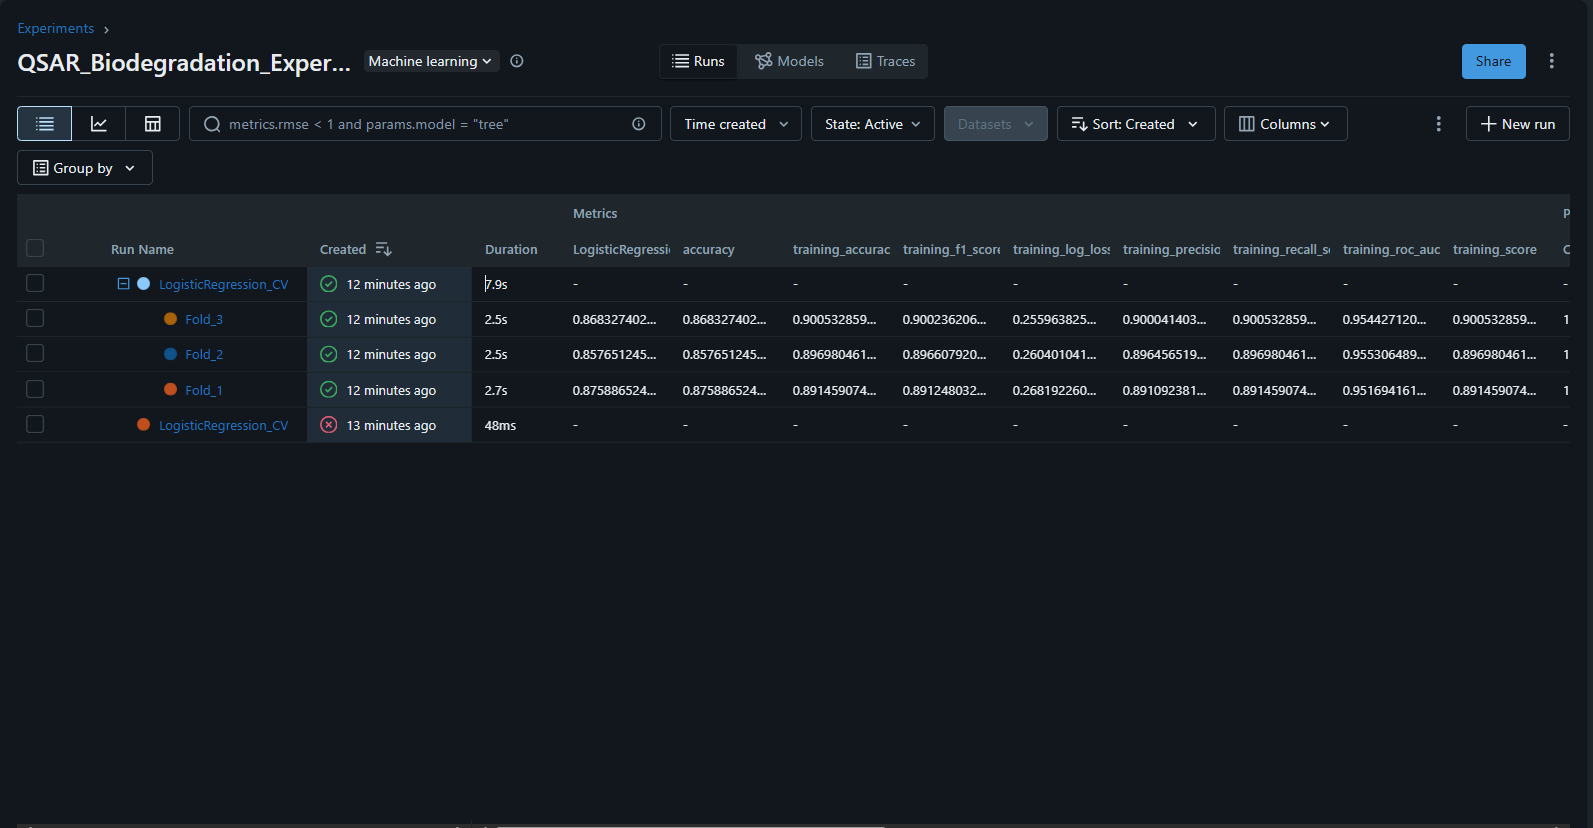 Experiments
QSAR_Biodegradation_Exper... Machine learning Runs Models Traces Share
metrics.rmse < 1 and params.model = "tree" Time created State: Active Datasets Sort: Created Columns New run
Group by
Metrics P
Run Name Created Duration LogisticRegressi accuracy training_accurac training_f1_score training_log_loss training_precisio training_recall_s training_roc_auc training_score C
LogisticRegression_CV 12 minutes ago 7.9s - - - - - - - - - -
Fold_3 12 minutes ago 2.5s 0.868327402... 0.868327402... 0.900532859... 0.900236206... 0.255963825... 0.900041403... 0.900532859... 0.954427120... 0.900532859... 1
Fold_2 12 minutes ago 2.5s 0.857651245... 0.857651245... 0.896980461... 0.896607920... 0.260401041... 0.896456519... 0.896980461... 0.955306489... 0.896980461... 1
Fold_1 12 minutes ago 2.7s 0.875886524... 0.875886524... 0.891459074... 0.891248032... 0.268192260... 0.891092381... 0.891459074... 0.951694161... 0.891459074... 1
LogisticRegression_CV 13 minutes ago 48ms - - - - - - - - - -